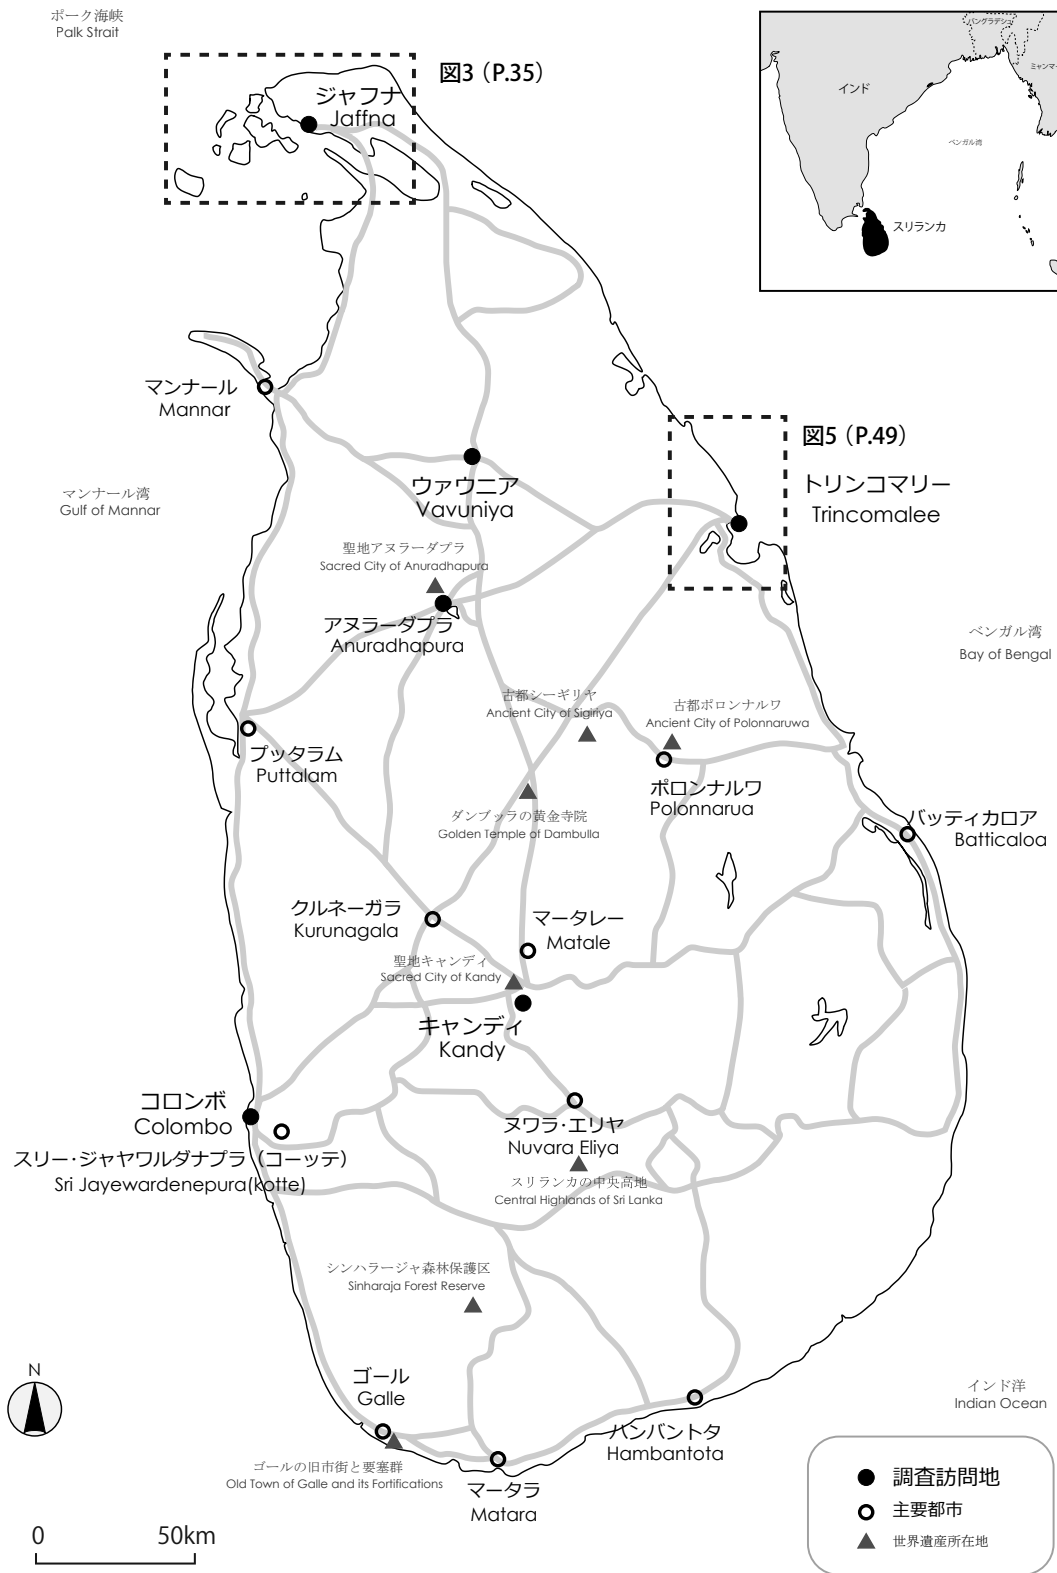 ポーク海峡
Palk Strait
図3（P.35）
ジャフナ
Jaffna
バングラデシュ
ミャンマー
インド
ベンガル湾
スリランカ
マンナール
Mannar
図5（P.49）
マンナール湾
Gulf of Mannar
ウァウニア
Vavuniya
トリンコマリー
Trincomalee
聖地アヌラーダプラ
Sacred City of Anuradhapura
アヌラーダプラ
Anuradhapura
ベンガル湾
Bay of Bengal
古都シーギリヤ
Ancient City of Sigiriya
古都ポロンナルワ
Ancient City of Polonnaruwa
プッタラム
Puttalam
ポロンナルワ
Polonnarua
ダンブッラの黄金寺院
Golden Temple of Dambulla
バッティカロア
Batticaloa
クルネーガラ
Kurunagala
マータレー
Matale
聖地キャンディ
Sacred City of Kandy
キャンディ
Kandy
コロンボ
Colombo
ヌワラ・エリヤ
Nuvara Eliya
スリー・ジャヤワルダナプラ（コーッテ）
Sri Jayewardenepura(kotte)
スリランカの中央高地
Central Highlands of Sri Lanka
シンハラージャ森林保護区
Sinharaja Forest Reserve
N
ゴール
Galle
インド洋
Indian Ocean
ハンバントタ
Hambantota
ゴールの旧市街と要塞群
Old Town of Galle and its Fortifications
マータラ
Matara
調査訪問地
主要都市
世界遺産所在地
0 50km